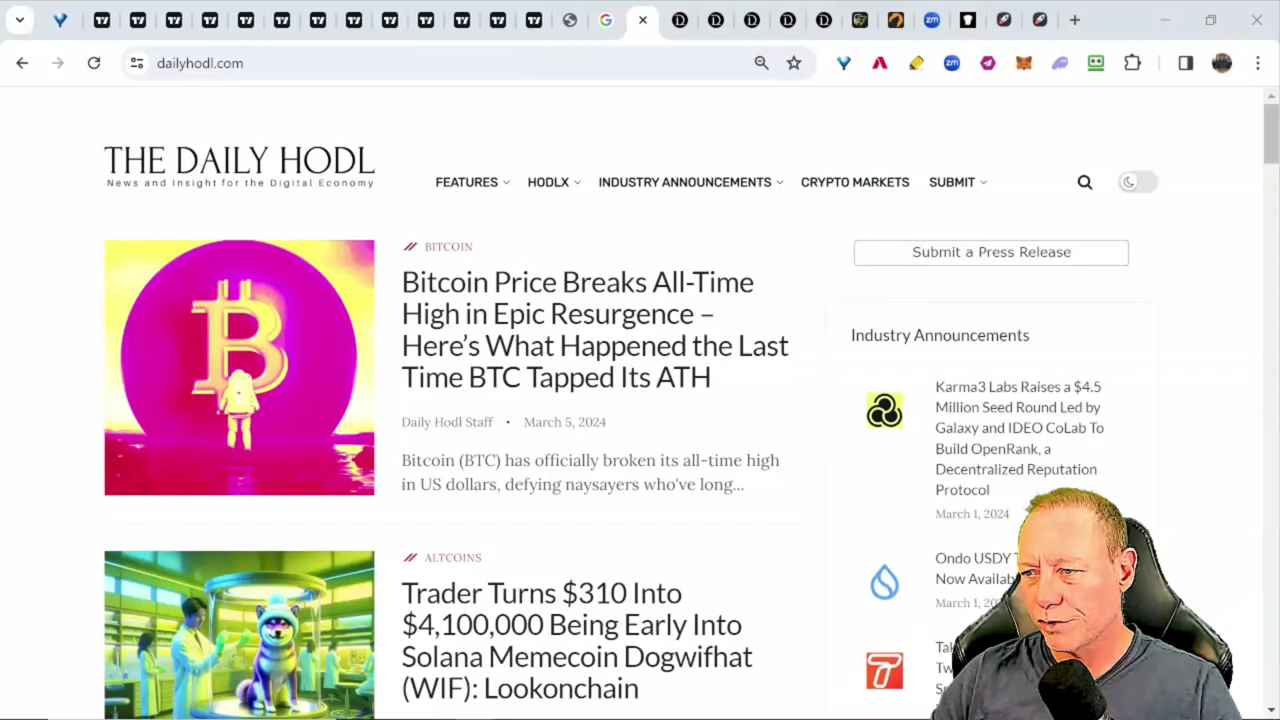 dailyhodl.com
THE DAILY HODL
News and Insight for the Digital Economy
FEATURES
HODLX
INDUSTRY ANNOUNCEMENTS
CRYPTO MARKETS
SUBMIT
BITCOIN
Bitcoin Price Breaks All-Time
High in Epic Resurgence –
Here's What Happened the Last
Time BTC Tapped Its ATH
Daily Hodl Staff • March 5, 2024
Bitcoin (BTC) has officially broken its all-time high
in US dollars, defying naysayers who've long...
ALTCOINS
Trader Turns $310 Into
$4,100,000 Being Early Into
Solana Memecoin Dogwifhat
(WIF): Lookonchain
Submit a Press Release
Industry Announcements
Karma3 Labs Raises a $4.5
Million Seed Round Led by
Galaxy and IDEO CoLab To
Build OpenRank, a
Decentralized Reputation
Protocol
March 1, 2024
Ondo USDY
Now
March 1,